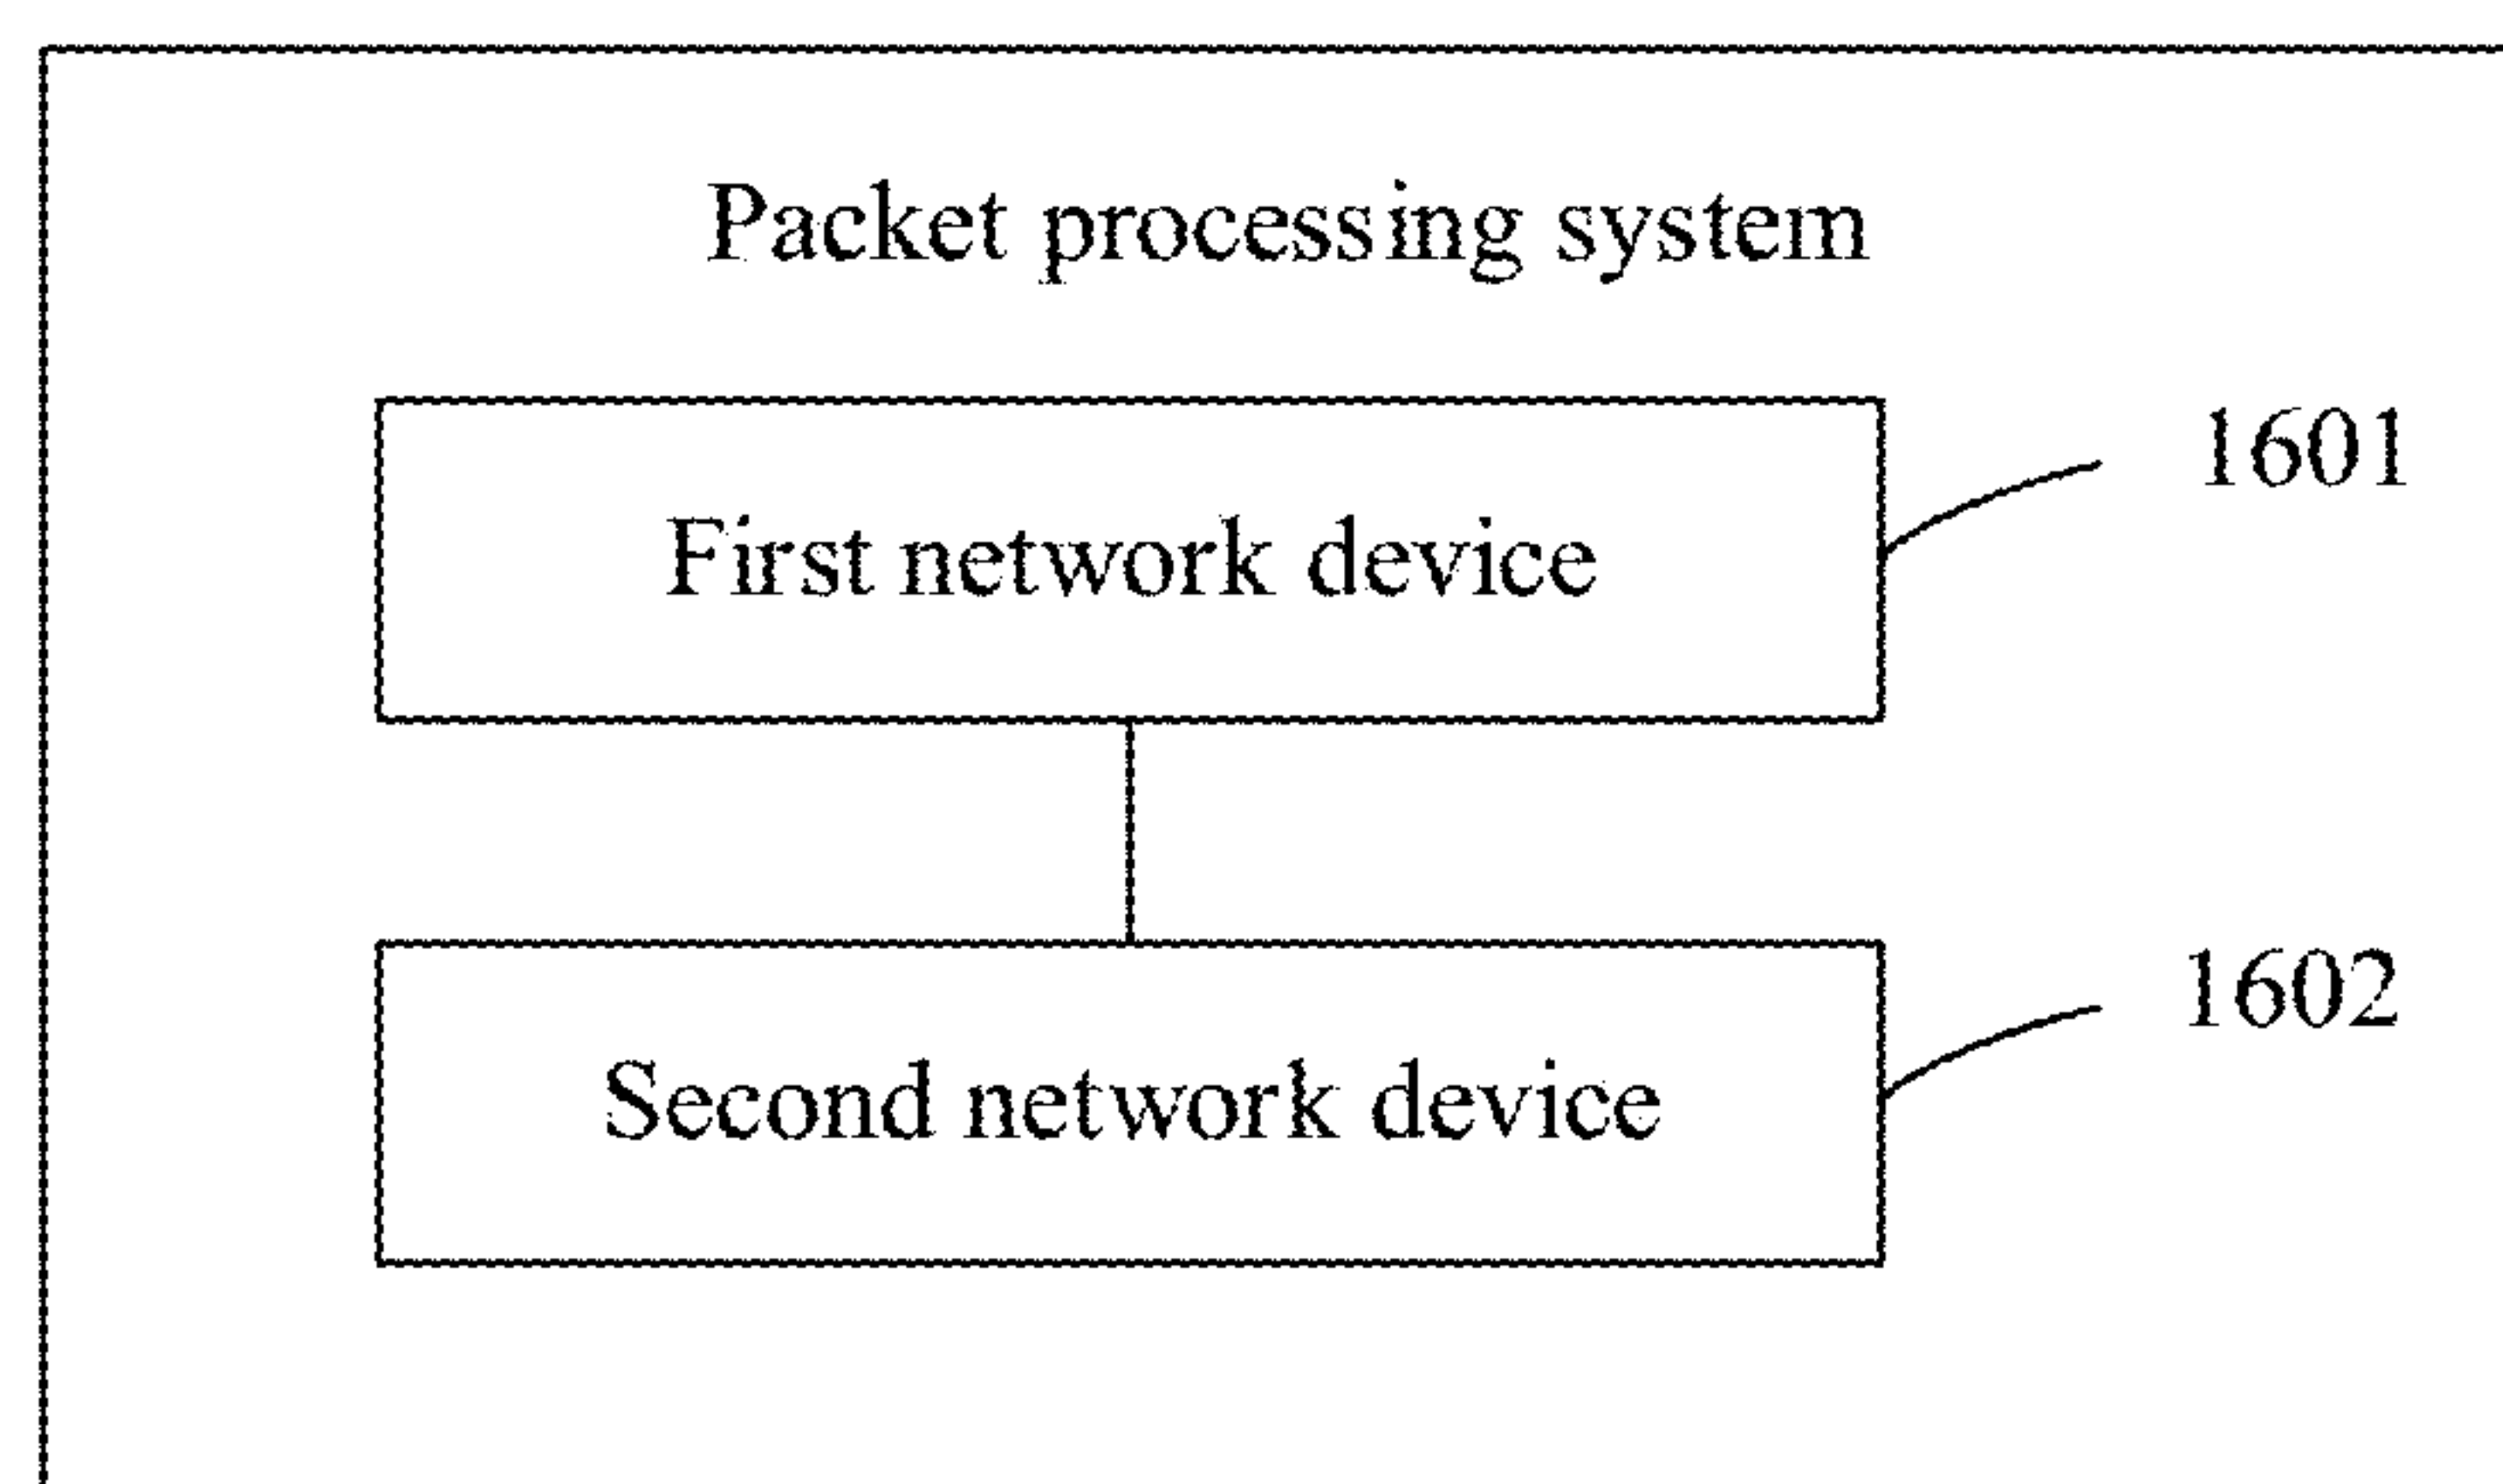 Packet processing system
1601
First network device
1602
Second network device